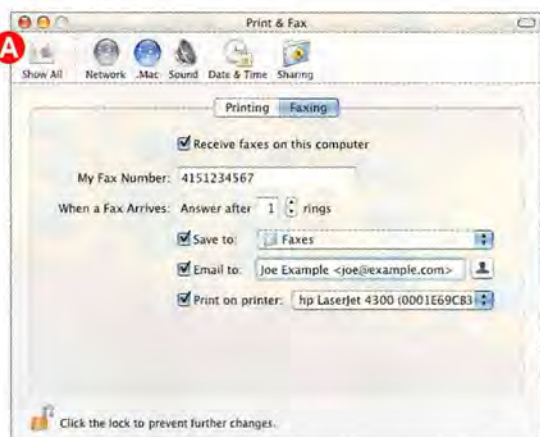 Print & Fax
A
Show All Network .Mac Sound Date & Time Sharing
Printing Faxing
Receive faxes on this computer
My Fax Number: 4151234567
When a Fax Arrives: Answer after 1 rings
Save to: Faxes
Email to: Joe Example <joe@example.com>
Print on printer: hp LaserJet 4300 (0001E69CB3
Click the lock to prevent further changes.